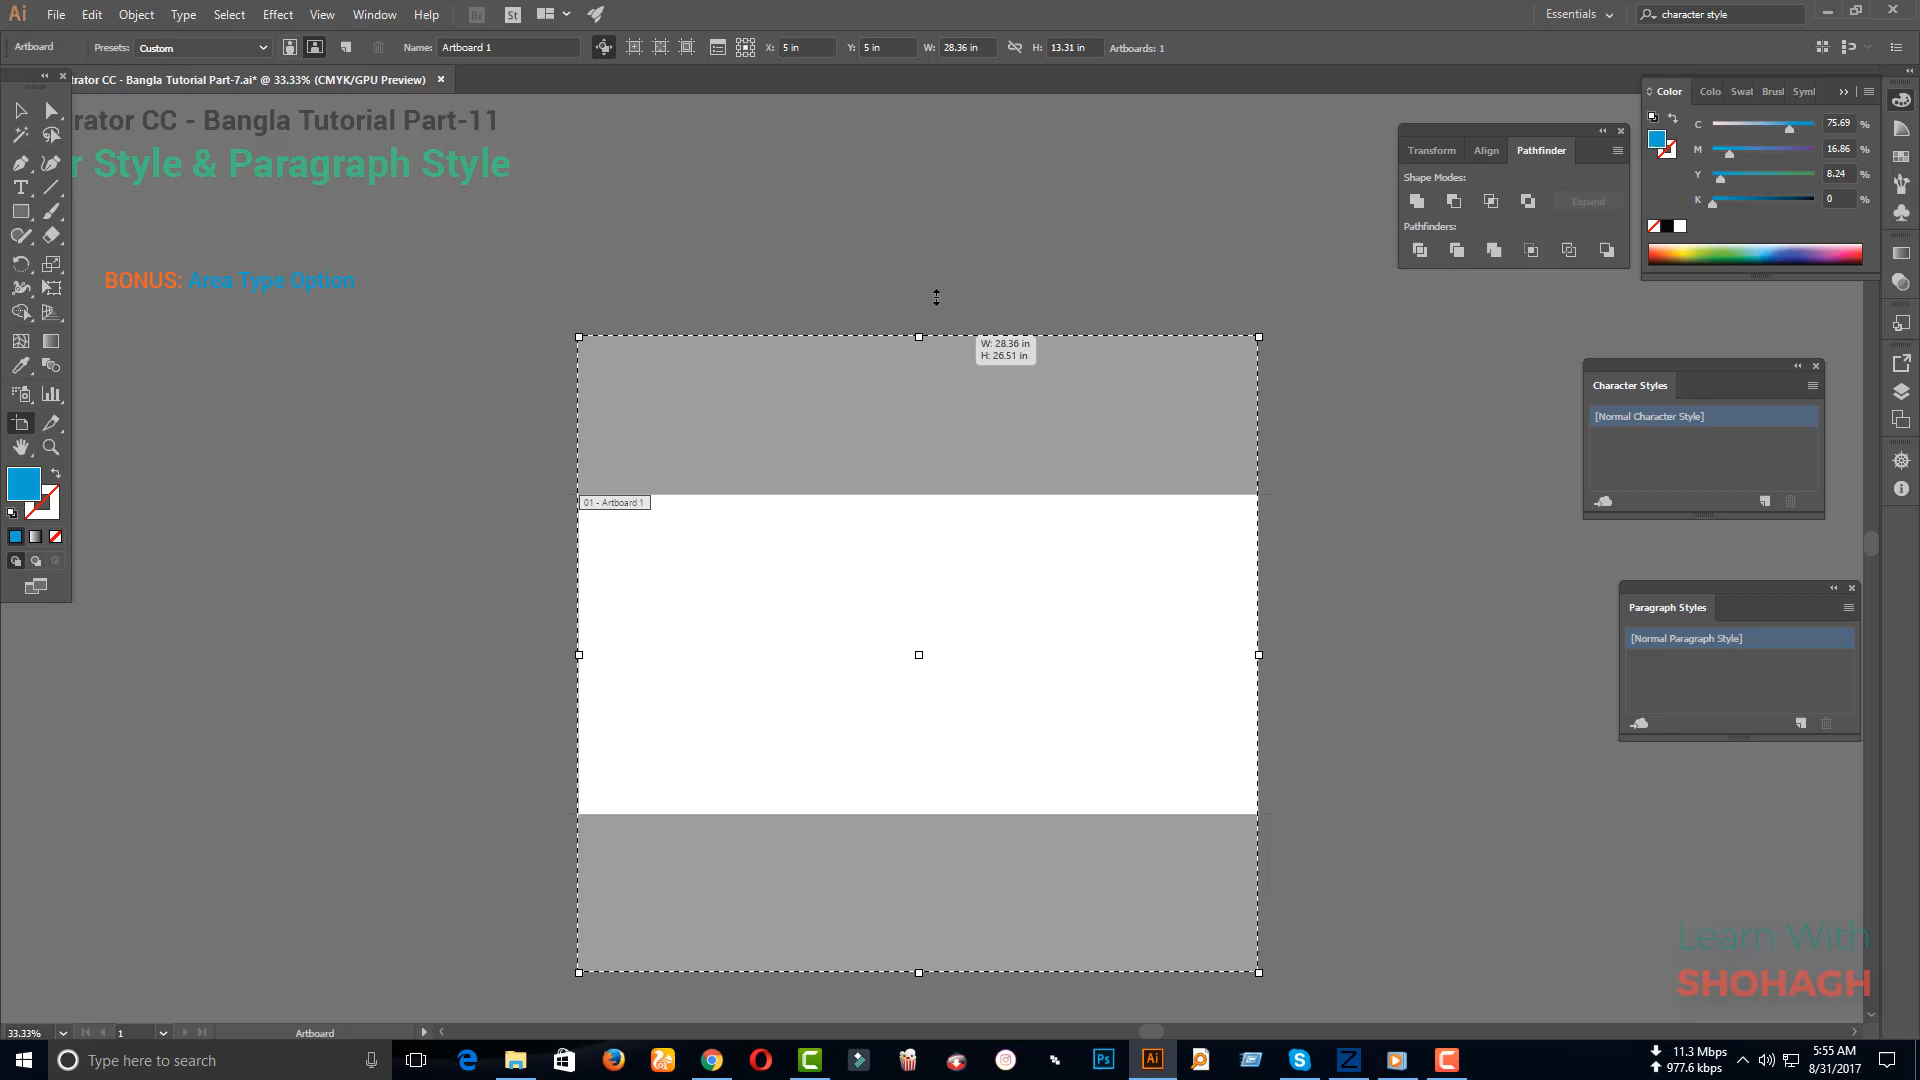 Ai File Edit Object Type Select Effect View Window Help Br St Essentials character style
Artboard Presets: Custom Name: Artboard 1 X: 5 in Y: 5 in W: 28.36 in H: 13.31 in Artboards: 1
trator CC - Bangla Tutorial Part-7.ai* @ 33.33% (CMYK/GPU Preview)
Color Colo Swat Brus Symb
rator CC - Bangla Tutorial Part-11
r Style & Paragraph Style
C 75.69 %
M 16.86 %
Y 8.24 %
K 0 %
Transform Align Pathfinder
Shape Modes:
Expand
Pathfinders:
BONUS: Area Type Option
W: 28.36 in
H: 26.51 in
Character Styles
[Normal Character Style]
01 - Artboard 1
Paragraph Styles
[Normal Paragraph Style]
Learn With
SHOHAGH
33.33% 1 Artboard
Type here to search
Ps Ai
11.3 Mbps
977.6 kbps
5:55 AM
8/31/2017